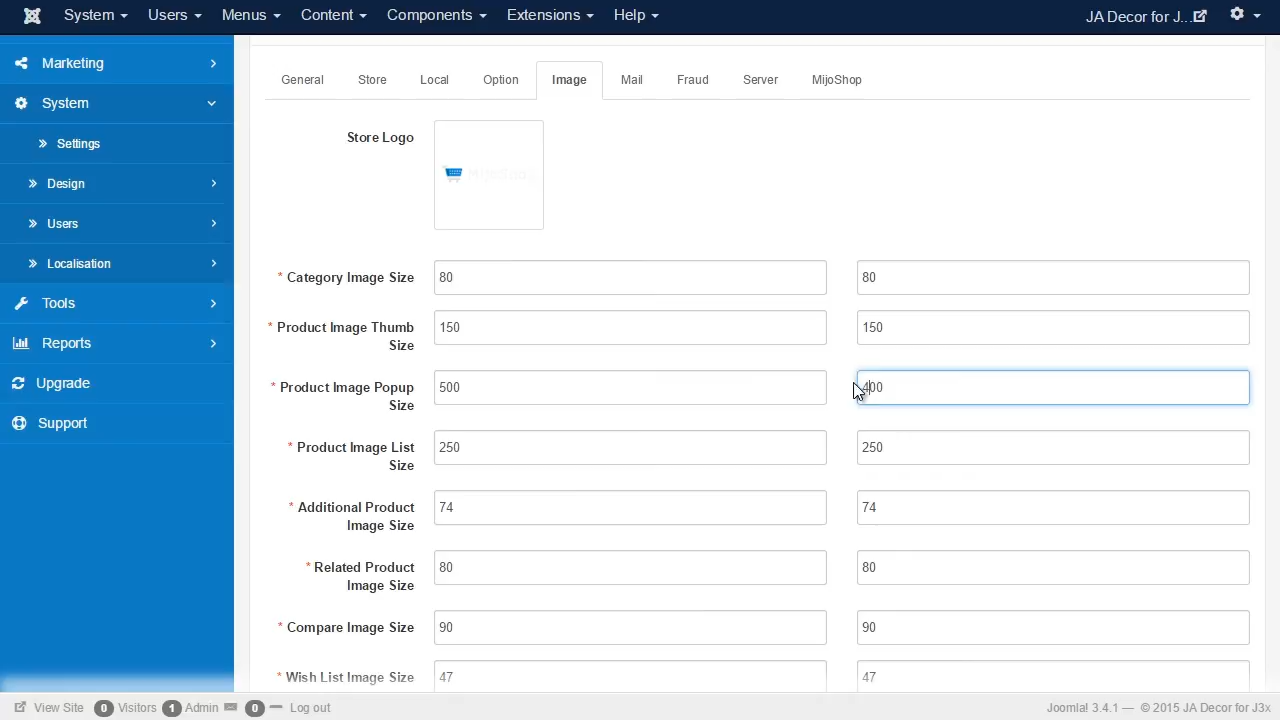 System Users Menus Content Components Extensions Help JA Decor for J...
Marketing
System
Settings
Design
Users
Localisation
Tools
Reports
Upgrade
Support
General Store Local Option Image Mail Fraud Server MijoShop
Store Logo
* Category Image Size 80 80
* Product Image Thumb Size 150 150
* Product Image Popup Size 500 400
* Product Image List Size 250 250
* Additional Product Image Size 74 74
* Related Product Image Size 80 80
* Compare Image Size 90 90
* Wish List Image Size 47 47
View Site 0 Visitors 1 Admin 0 Log out Joomla! 3.4.1 — © 2015 JA Decor for J3x